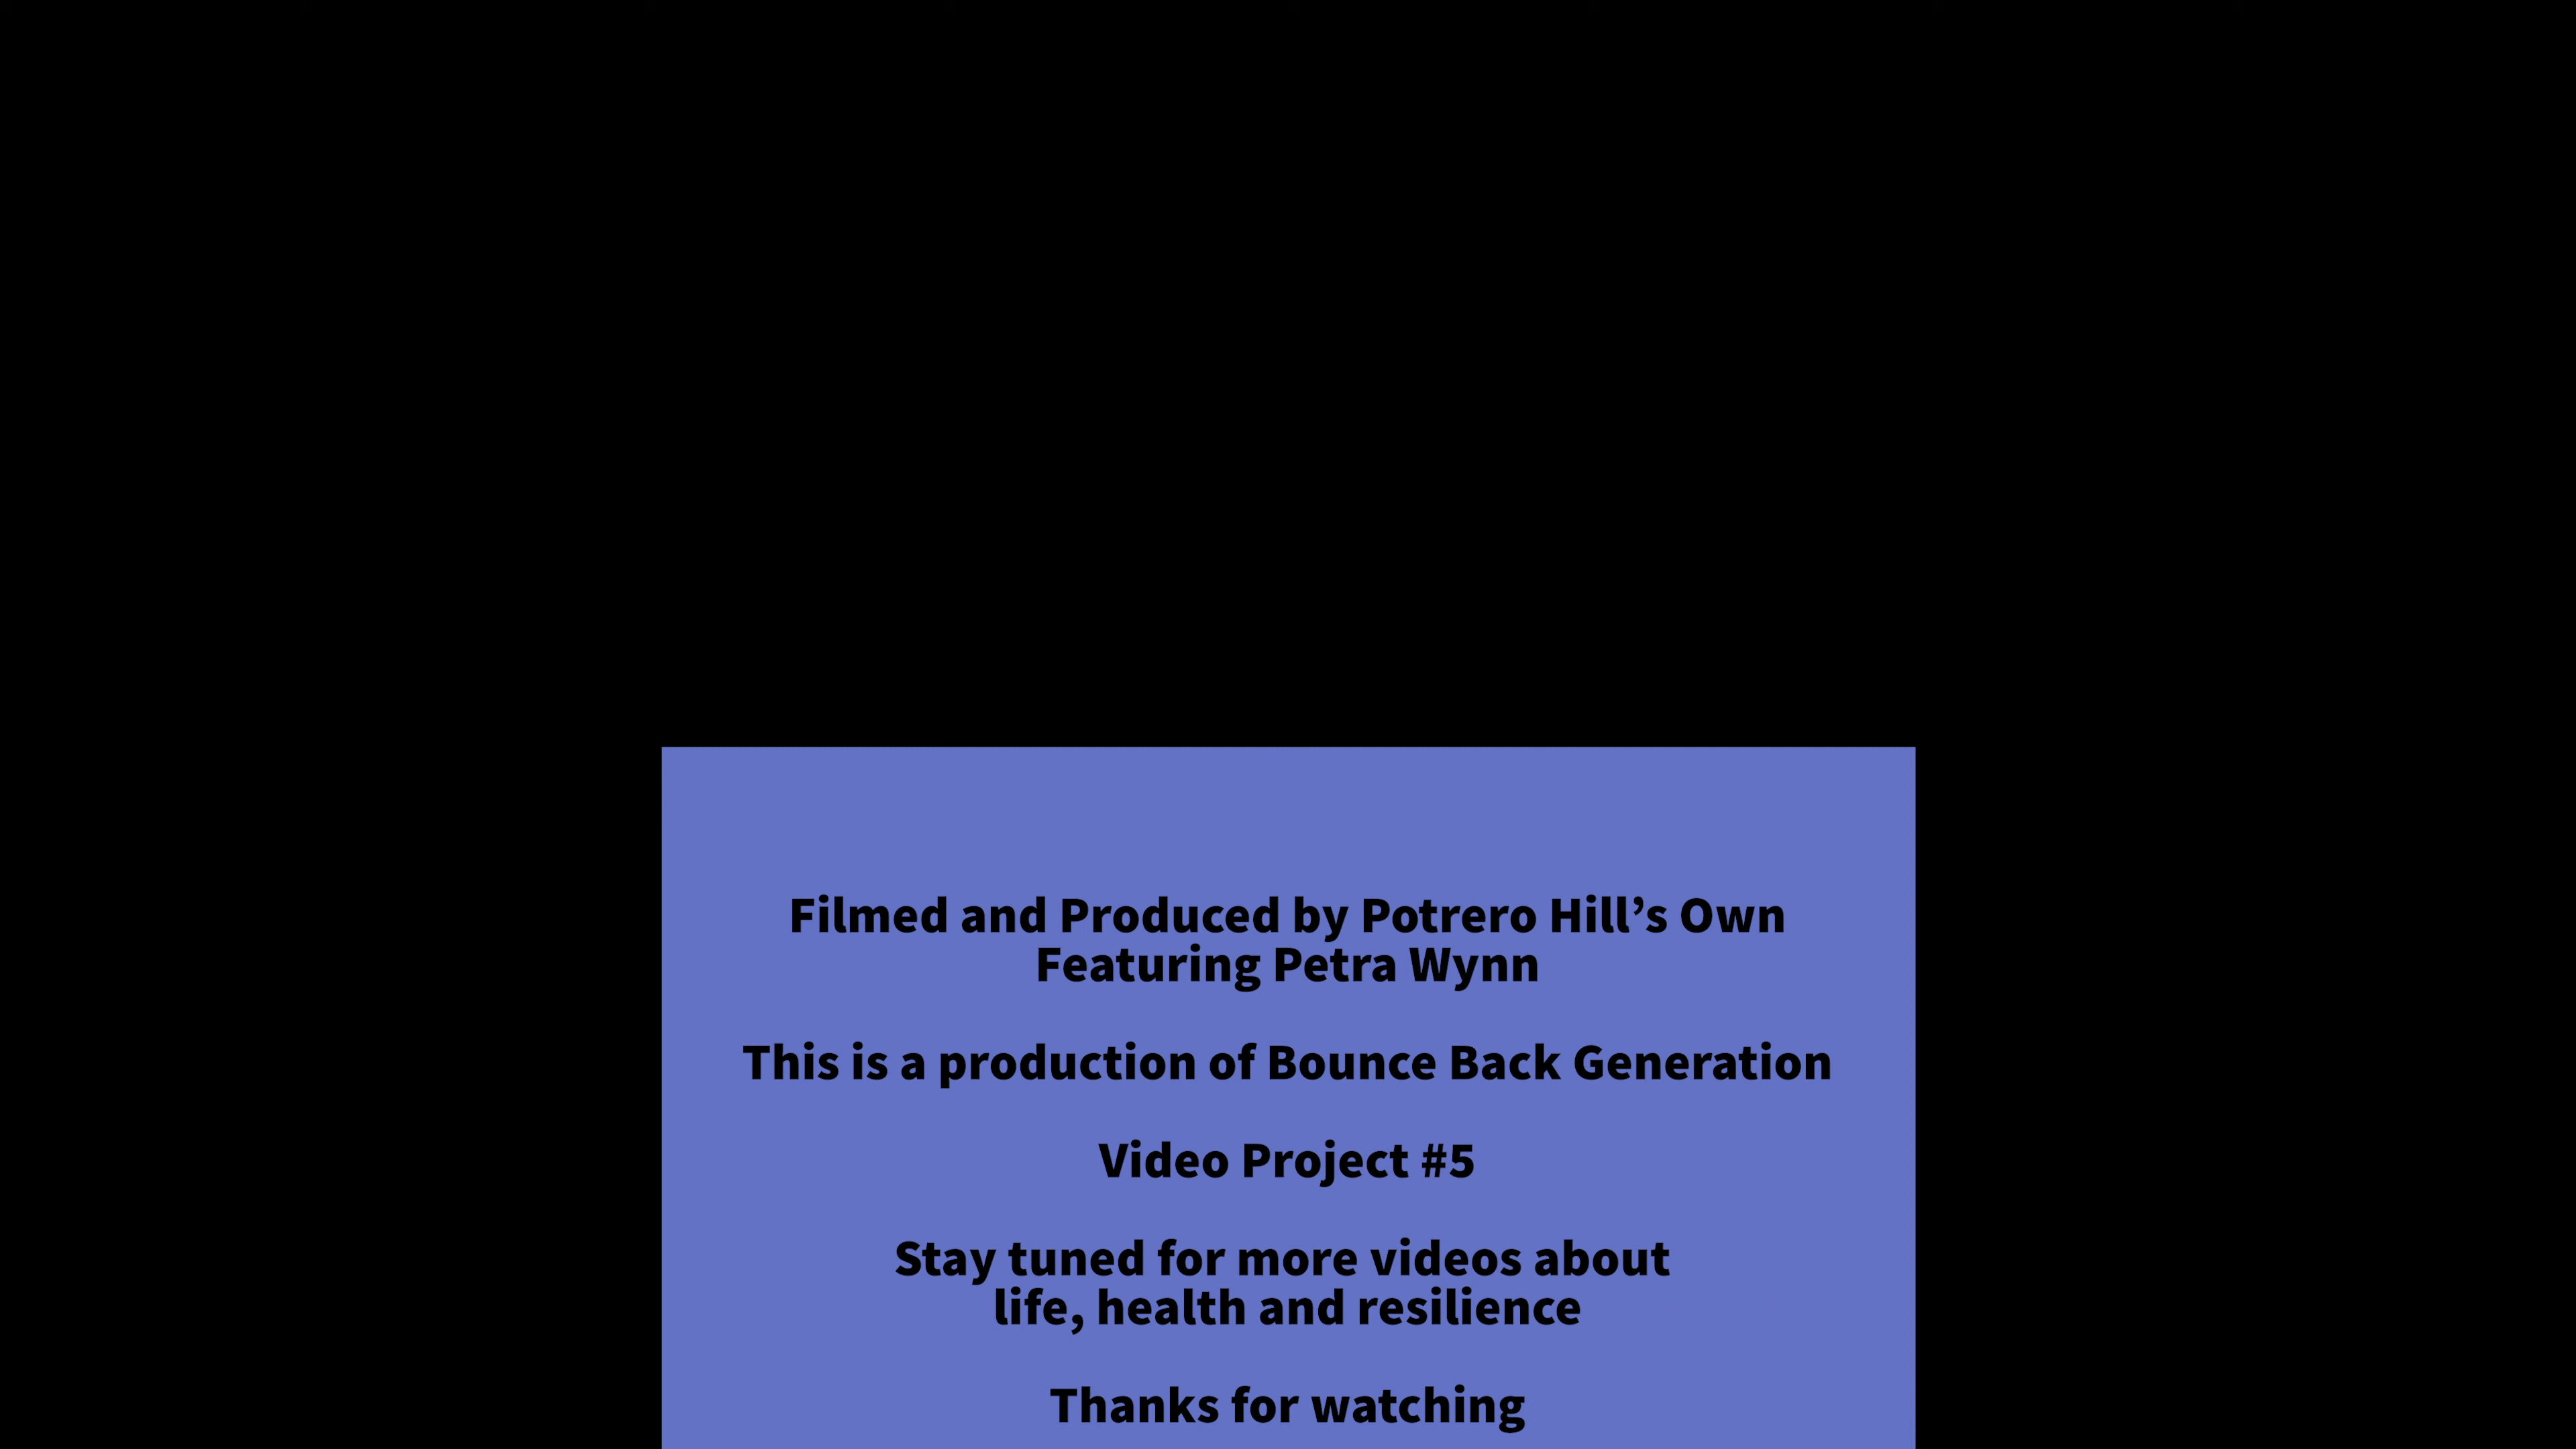 Filmed and Produced by Potrero Hill’s Own
Featuring Petra Wynn
This is a production of Bounce Back Generation
Video Project #5
Stay tuned for more videos about
life, health and resilience
Thanks for watching